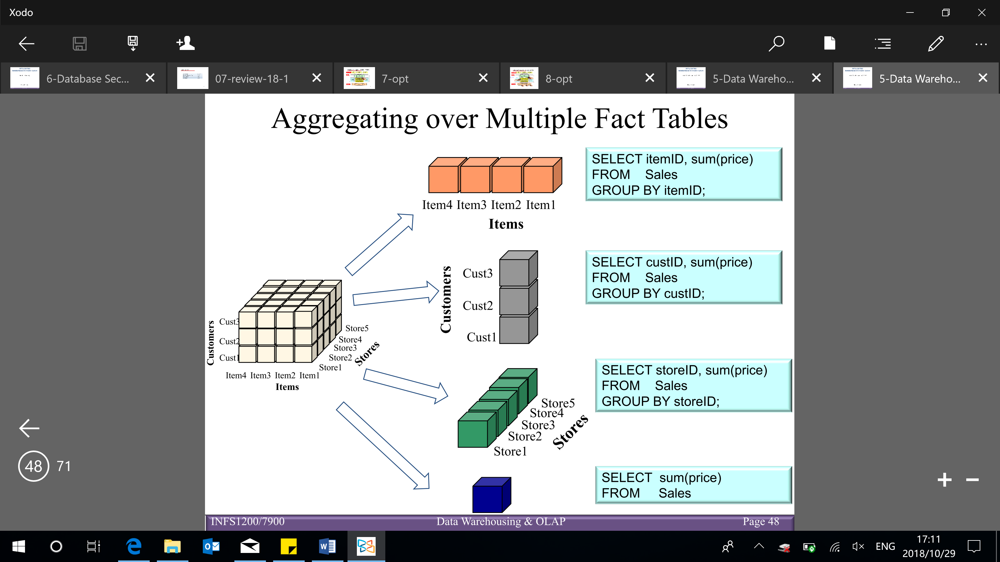 Xodo
6-Database Sec...
07-review-18-1
7-opt
8-opt
5-Data Wareho...
5-Data Wareho...
Aggregating over Multiple Fact Tables
SELECT itemID, sum(price)
FROM Sales
GROUP BY itemID;
Item4 Item3 Item2 Item1
Items
SELECT custID, sum(price)
FROM Sales
GROUP BY custID;
Customers
Cust3
Cust2
Cust1
Customers
Cust3
Cust2
Cust1
Store5
Store4
Store3
Store2
Store1
Stores
Item4 Item3 Item2 Item1
Items
SELECT storeID, sum(price)
FROM Sales
GROUP BY storeID;
Store5
Store4
Store3
Store2
Store1
Stores
SELECT sum(price)
FROM Sales
48 71
INFS1200/7900 Data Warehousing & OLAP Page 48
ENG
17:11
2018/10/29